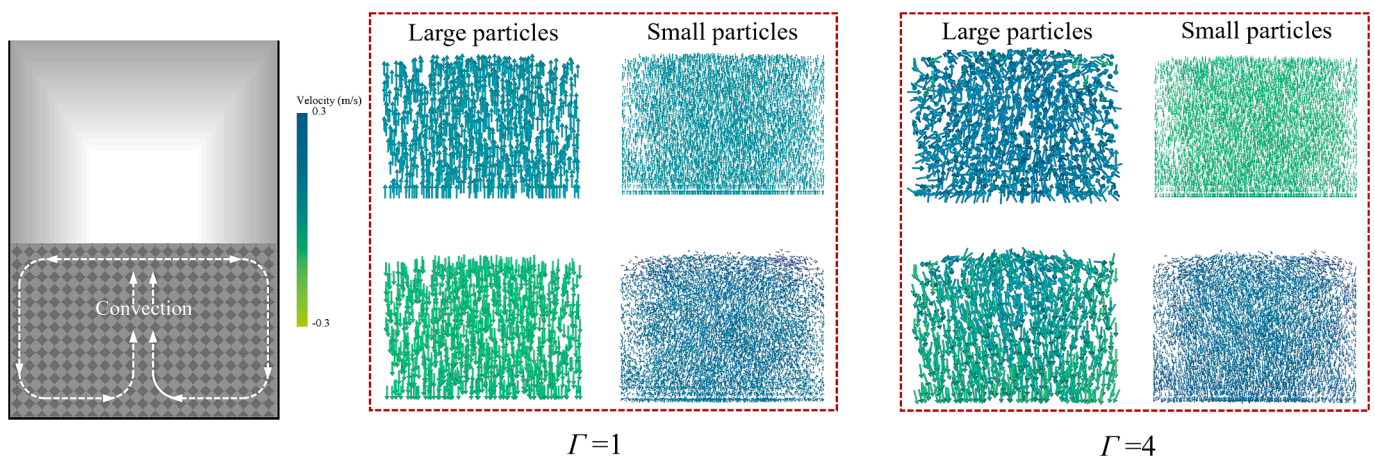 Large particles
Small particles
Large particles
Small particles
Velocity (m/s)
0.3
Convection
-0.3
Γ=1
Γ=4